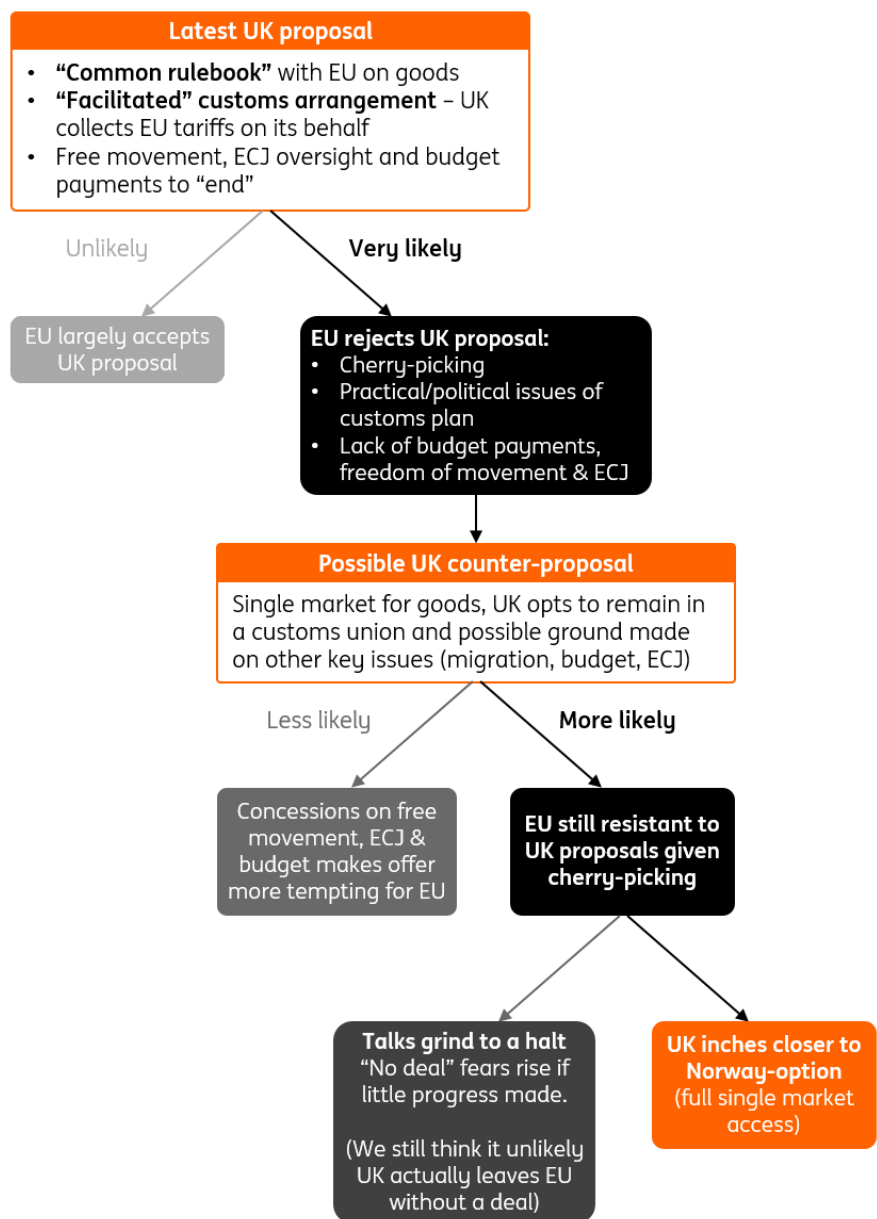 Latest UK proposal
• “Common rulebook” with EU on goods
• “Facilitated” customs arrangement – UK
collects EU tariffs on its behalf
• Free movement, ECJ oversight and budget
payments to “end”
Unlikely
Very likely
EU largely accepts
UK proposal
EU rejects UK proposal:
• Cherry-picking
• Practical/political issues of
customs plan
• Lack of budget payments,
freedom of movement & ECJ
Possible UK counter-proposal
Single market for goods, UK opts to remain in
a customs union and possible ground made
on other key issues (migration, budget, ECJ)
Less likely
More likely
Concessions on free
movement, ECJ &
budget makes offer
more tempting for EU
EU still resistant to
UK proposals given
cherry-picking
Talks grind to a halt
“No deal” fears rise if
little progress made.
(We still think it unlikely
UK actually leaves EU
without a deal)
UK inches closer to
Norway-option
(full single market
access)